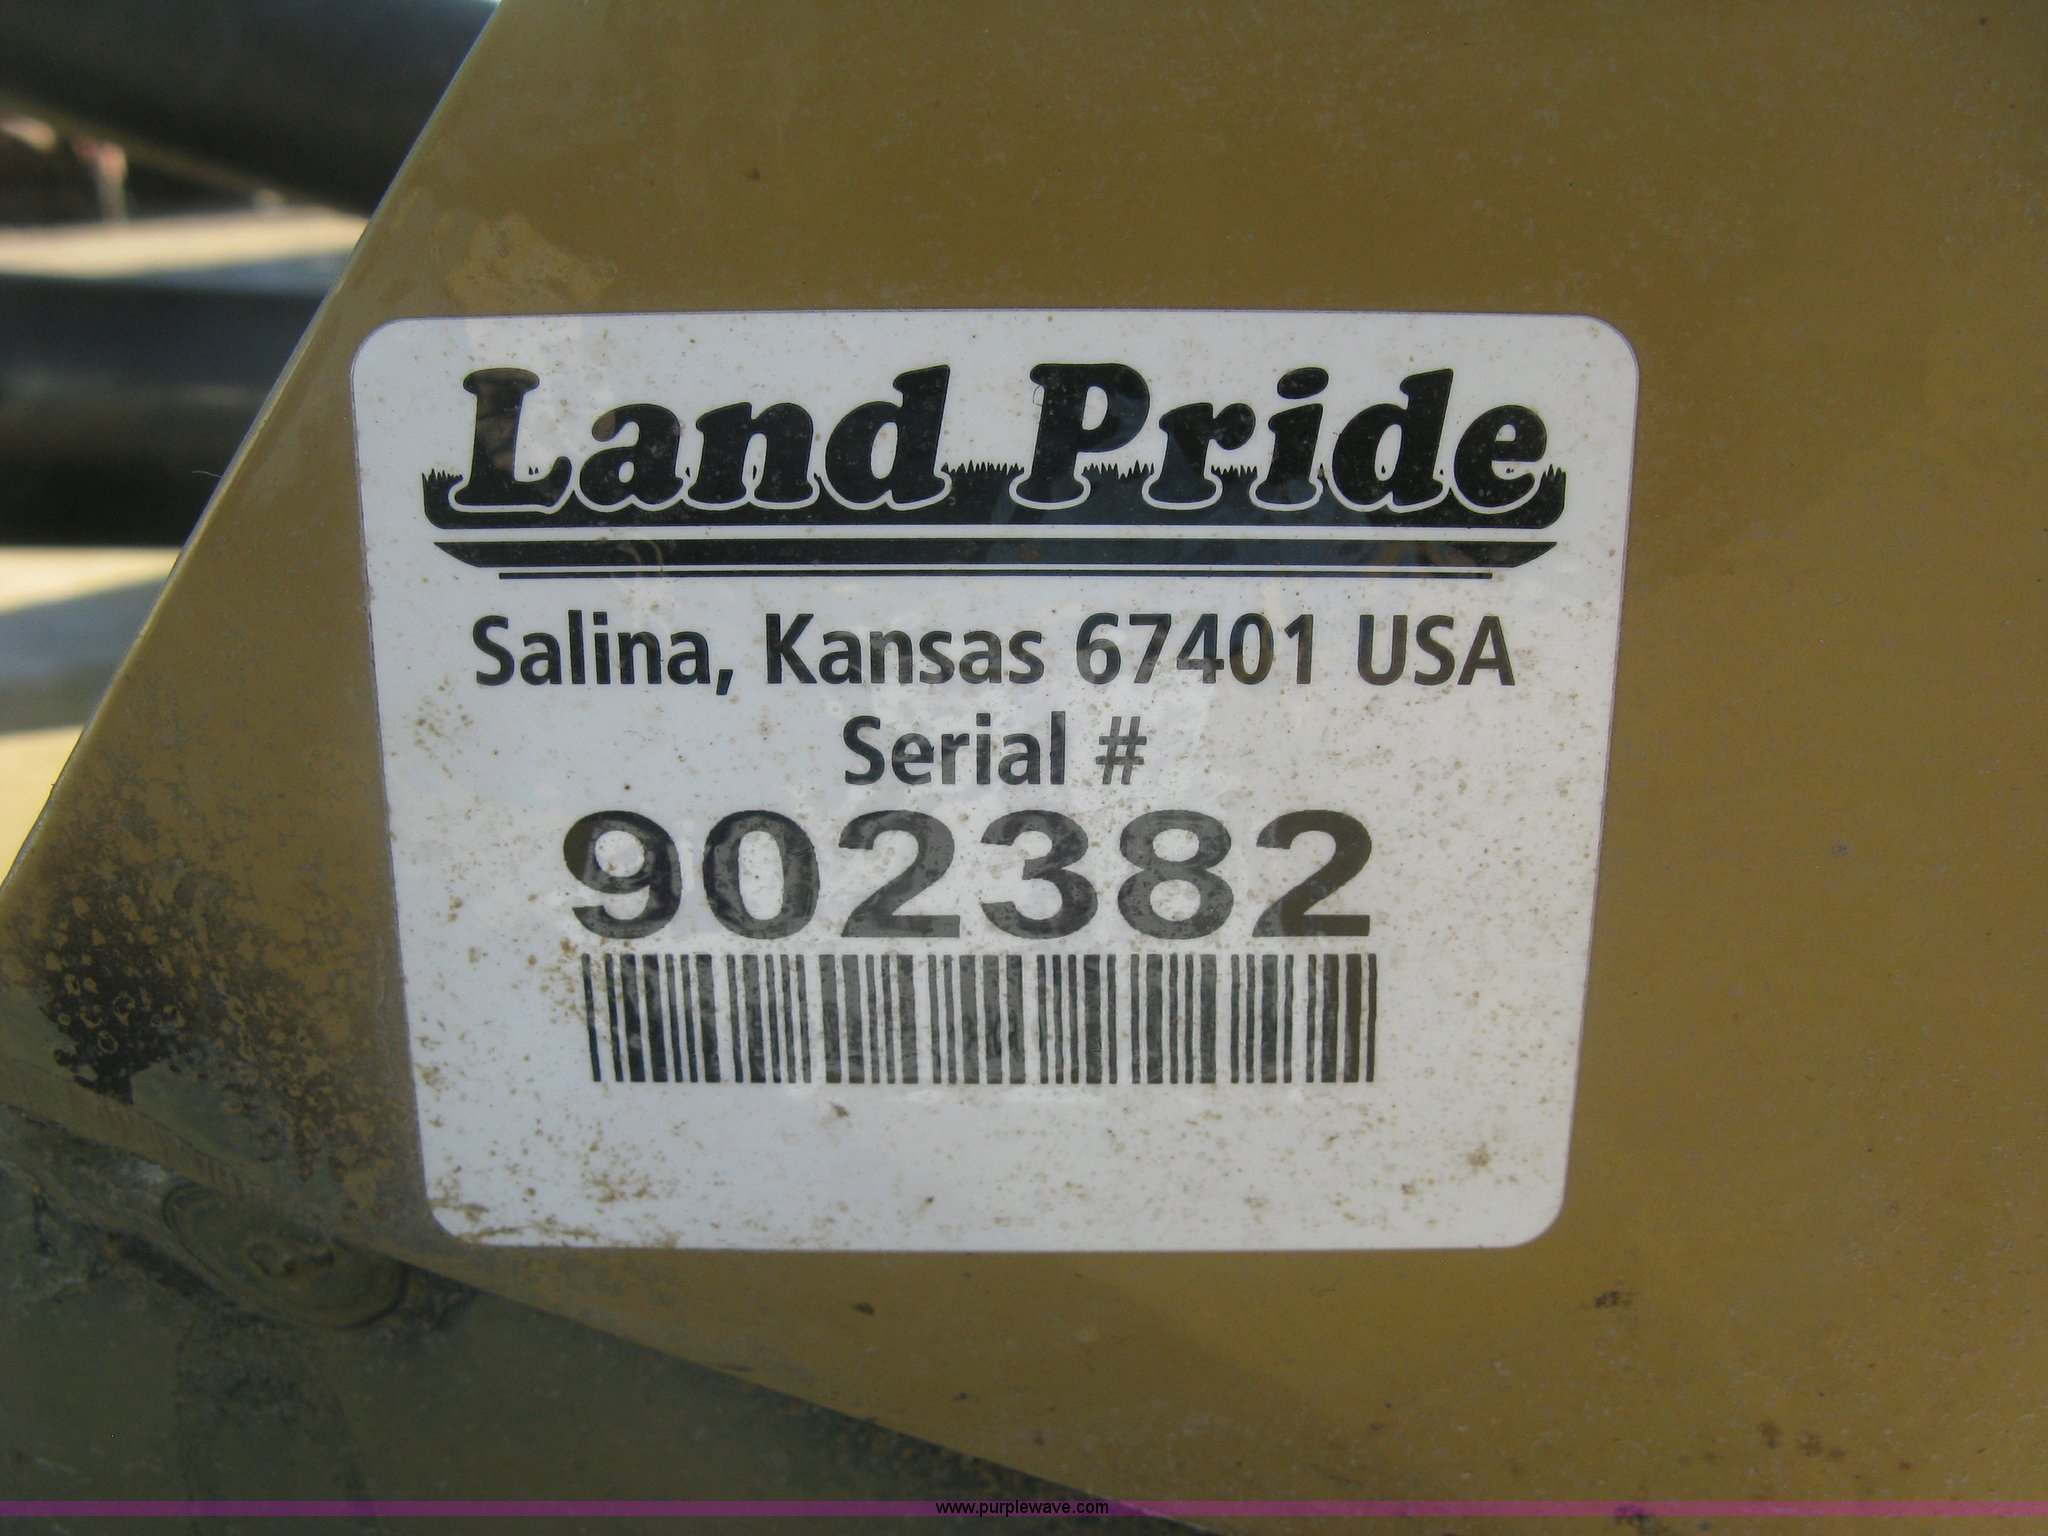 Land Pride
Salina, Kansas 67401 USA
Serial #
902382
www.purplewave.com